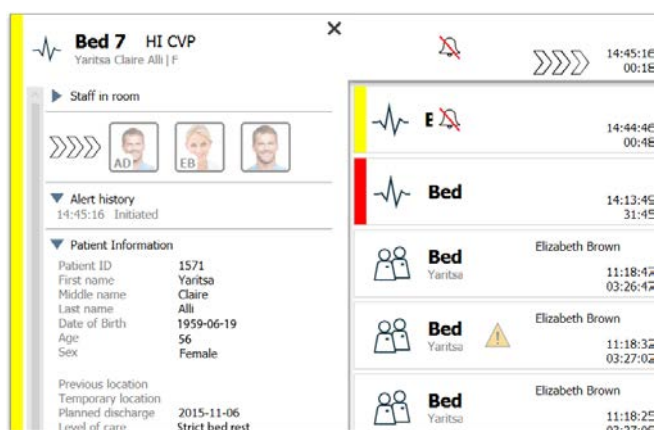 Bed 7 HI CVP
Yaritsa Claire Alli | F
Staff in room
AD
EB
Alert history
14:45:16 Initiated
Patient Information
Patient ID 1571
First name Yaritsa
Middle name Claire
Last name Alli
Date of Birth 1959-06-19
Age 56
Sex Female
Previous location
Temporary location
Planned discharge 2015-11-06
Level of care Strict bed rest
14:45:16
00:18
14:44:46
00:48
Bed
14:13:49
31:45
Bed
Yaritsa
Elizabeth Brown
11:18:47
03:26:47
Bed
Yaritsa
Elizabeth Brown
11:18:32
03:27:02
Bed
Yaritsa
Elizabeth Brown
11:18:25